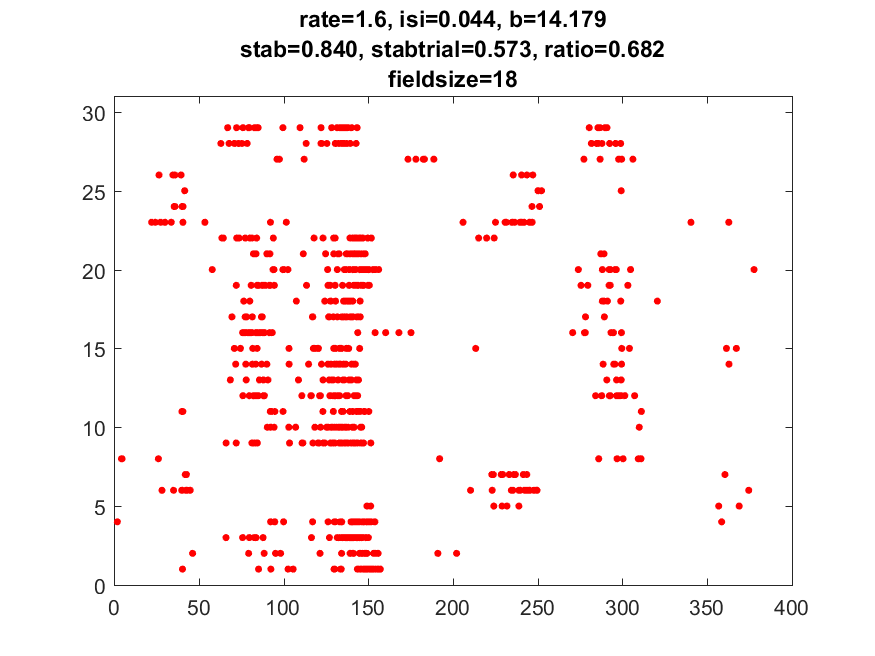 rate=1.6, isi=0.044, b=14.179
stab=0.840, stabtrial=0.573, ratio=0.682
fieldsize=18
30
25
20
15
10
5
0
0 50 100 150 200 250 300 350 400